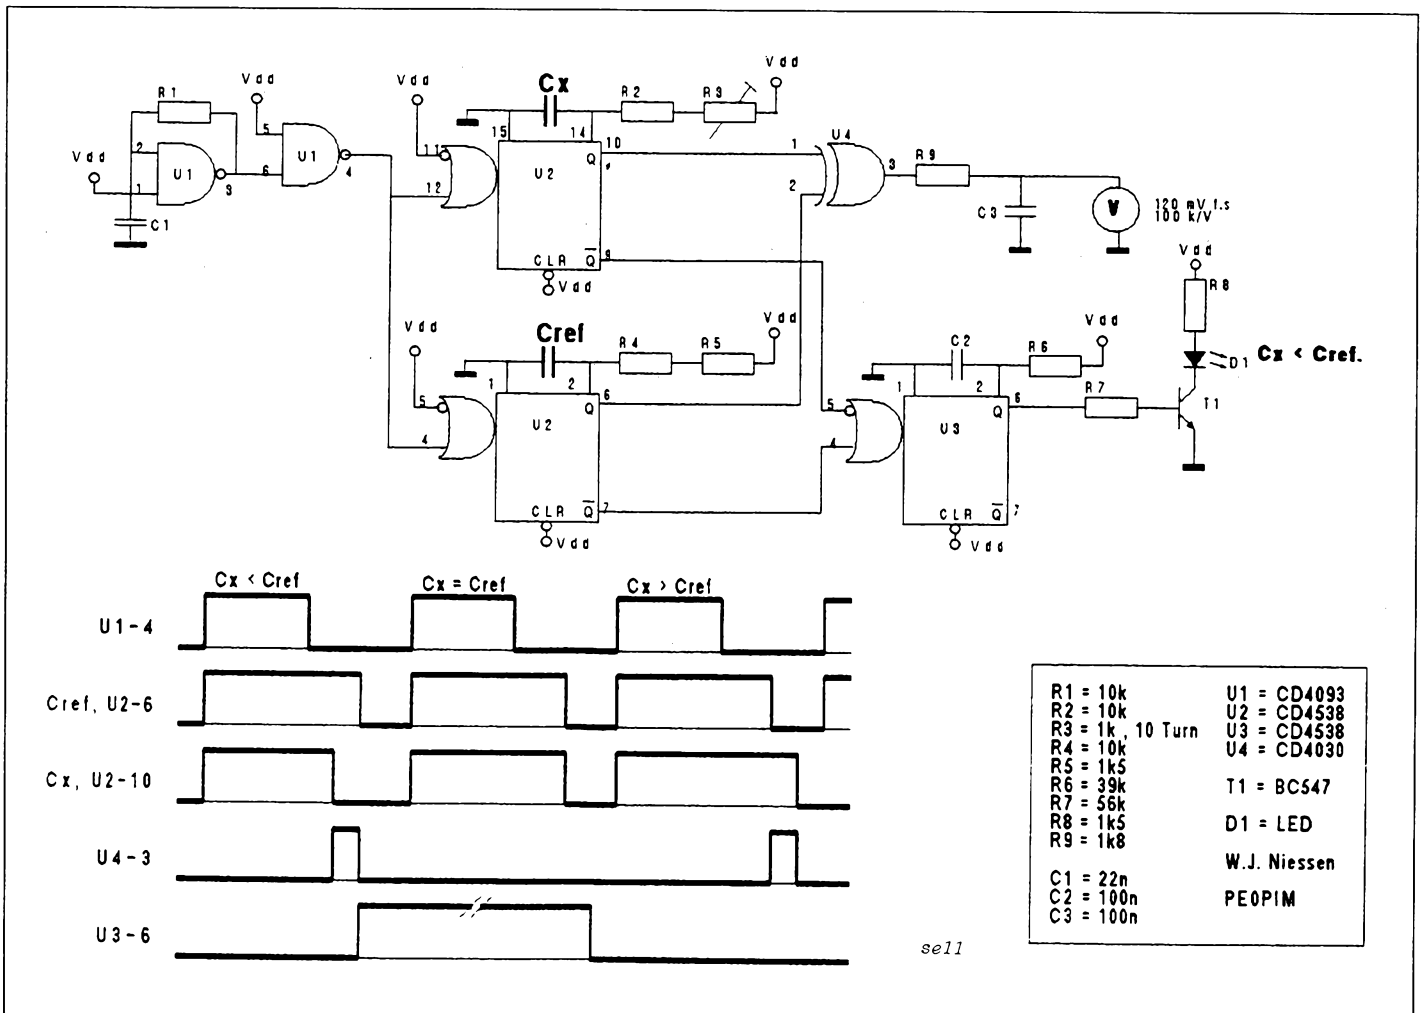 Vdd
R1
Vdd
2
1
U1
3
C1
5
6
U1
4
Vdd
11
12
Cx
15
14
R2
R3
Vdd
U2
Q
10
CLR
Q
9
Vdd
1
2
U4
3
R9
C3
V
120 mV f.s
100 k/V
Vdd
R8
D1
Cx < Cref.
T1
Vdd
5
4
Cref
1
2
R4
R5
Vdd
U2
Q
6
CLR
Q
7
Vdd
5
4
C2
1
2
R6
Vdd
U3
Q
6
R7
CLR
Q
7
Vdd
Cx < Cref
Cx = Cref
Cx > Cref
U1-4
Cref, U2-6
Cx, U2-10
U4-3
U3-6
sell
R1 = 10k
R2 = 10k
R3 = 1k , 10 Turn
R4 = 10k
R5 = 1k5
R6 = 39k
R7 = 56k
R8 = 1k5
R9 = 1k8
C1 = 22n
C2 = 100n
C3 = 100n
U1 = CD4093
U2 = CD4538
U3 = CD4538
U4 = CD4030
T1 = BC547
D1 = LED
W.J. Niessen
PE0PIM